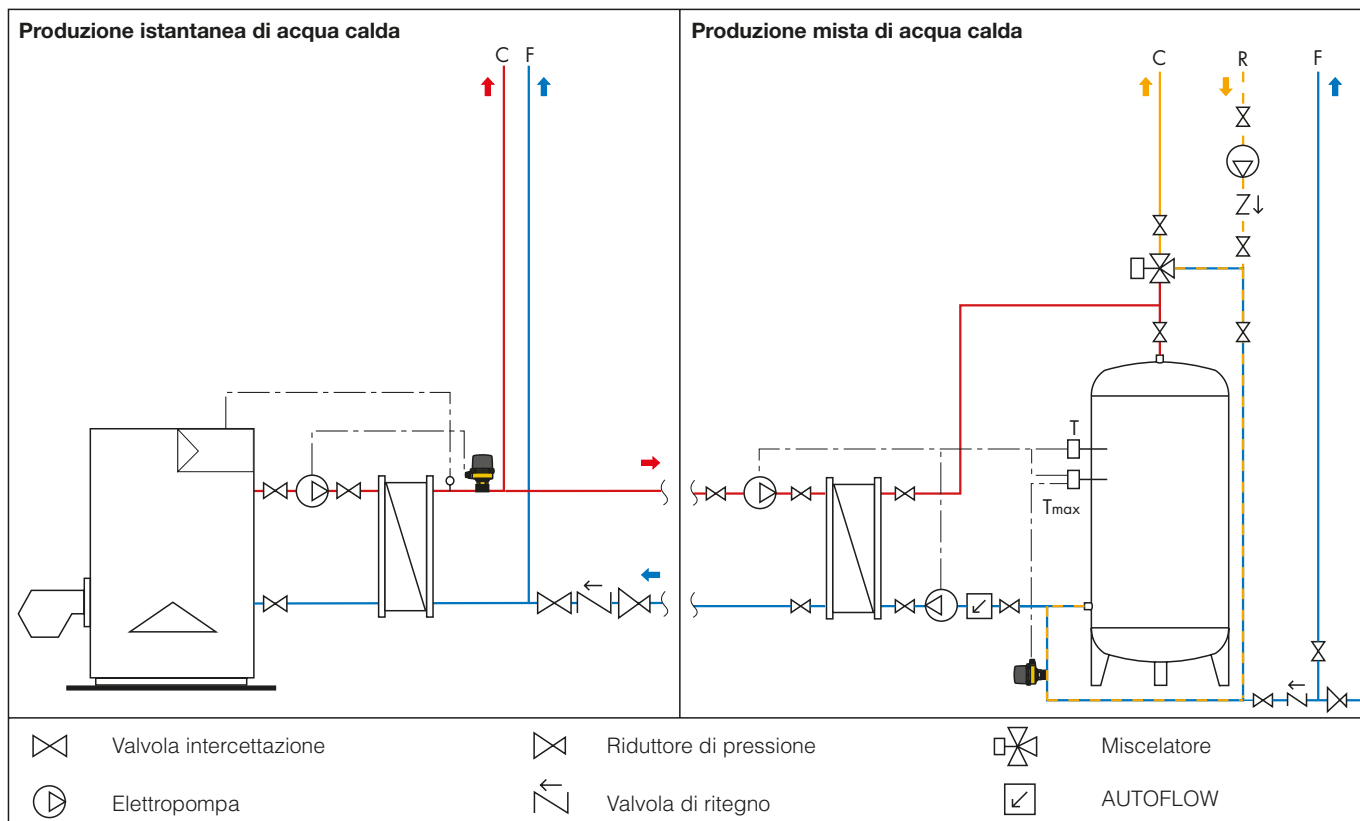 Produzione istantanea di acqua calda
C F
Produzione mista di acqua calda
C R F
T
Tmax
Valvola intercettazione
Riduttore di pressione
Miscelatore
Elettropompa
Valvola di ritegno
AUTOFLOW